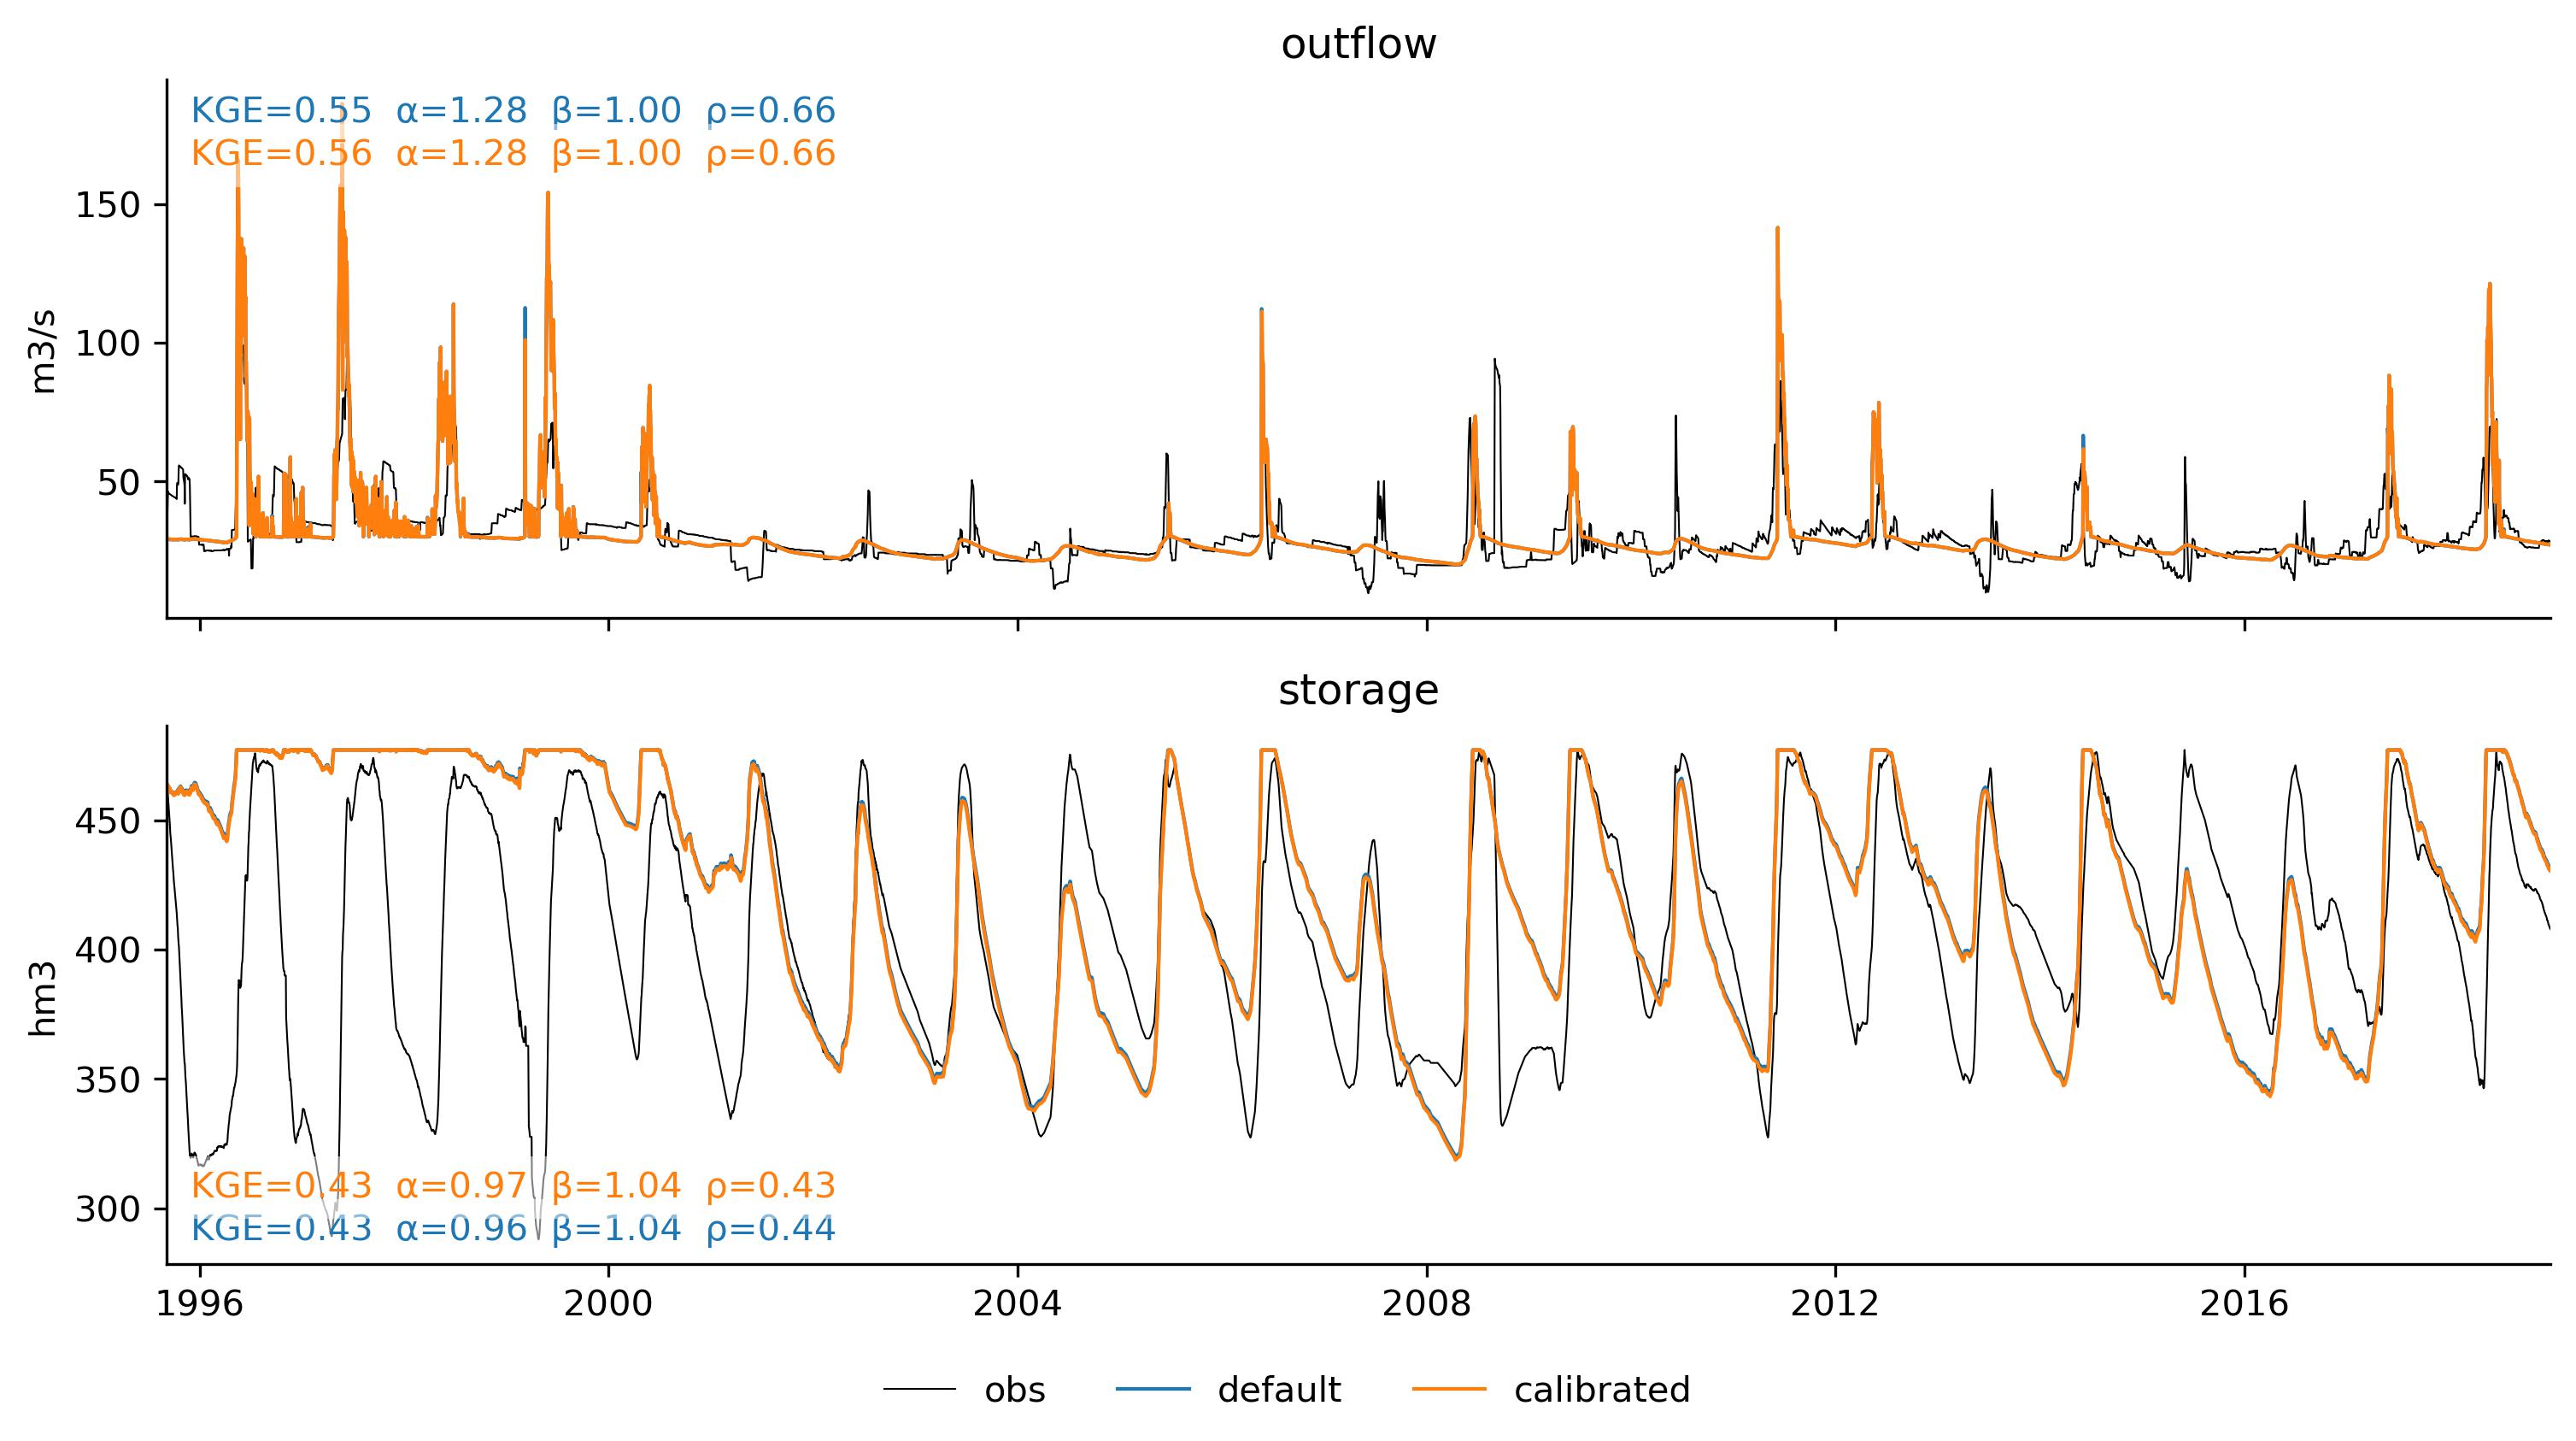 outflow
KGE=0.55 α=1.28 β=1.00 ρ=0.66
KGE=0.56 α=1.28 β=1.00 ρ=0.66
m3/s
150
100
50
storage
hm3
450
400
350
300
KGE=0.43 α=0.97 β=1.04 ρ=0.43
KGE=0.43 α=0.96 β=1.04 ρ=0.44
1996 2000 2004 2008 2012 2016
obs default calibrated